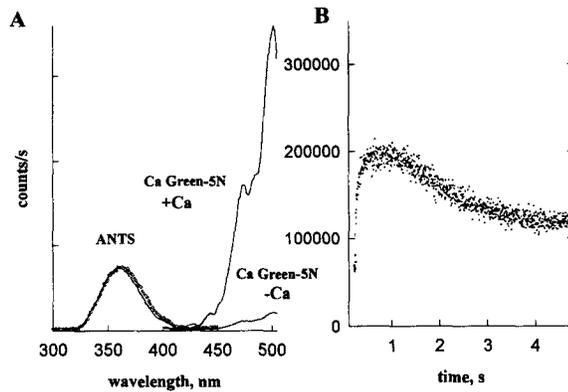 A
counts/s
Ca Green-5N
+Ca
ANTS
Ca Green-5N
-Ca
300
350
400
450
500
wavelength, nm
B
300000
200000
100000
0
1
2
3
4
time, s